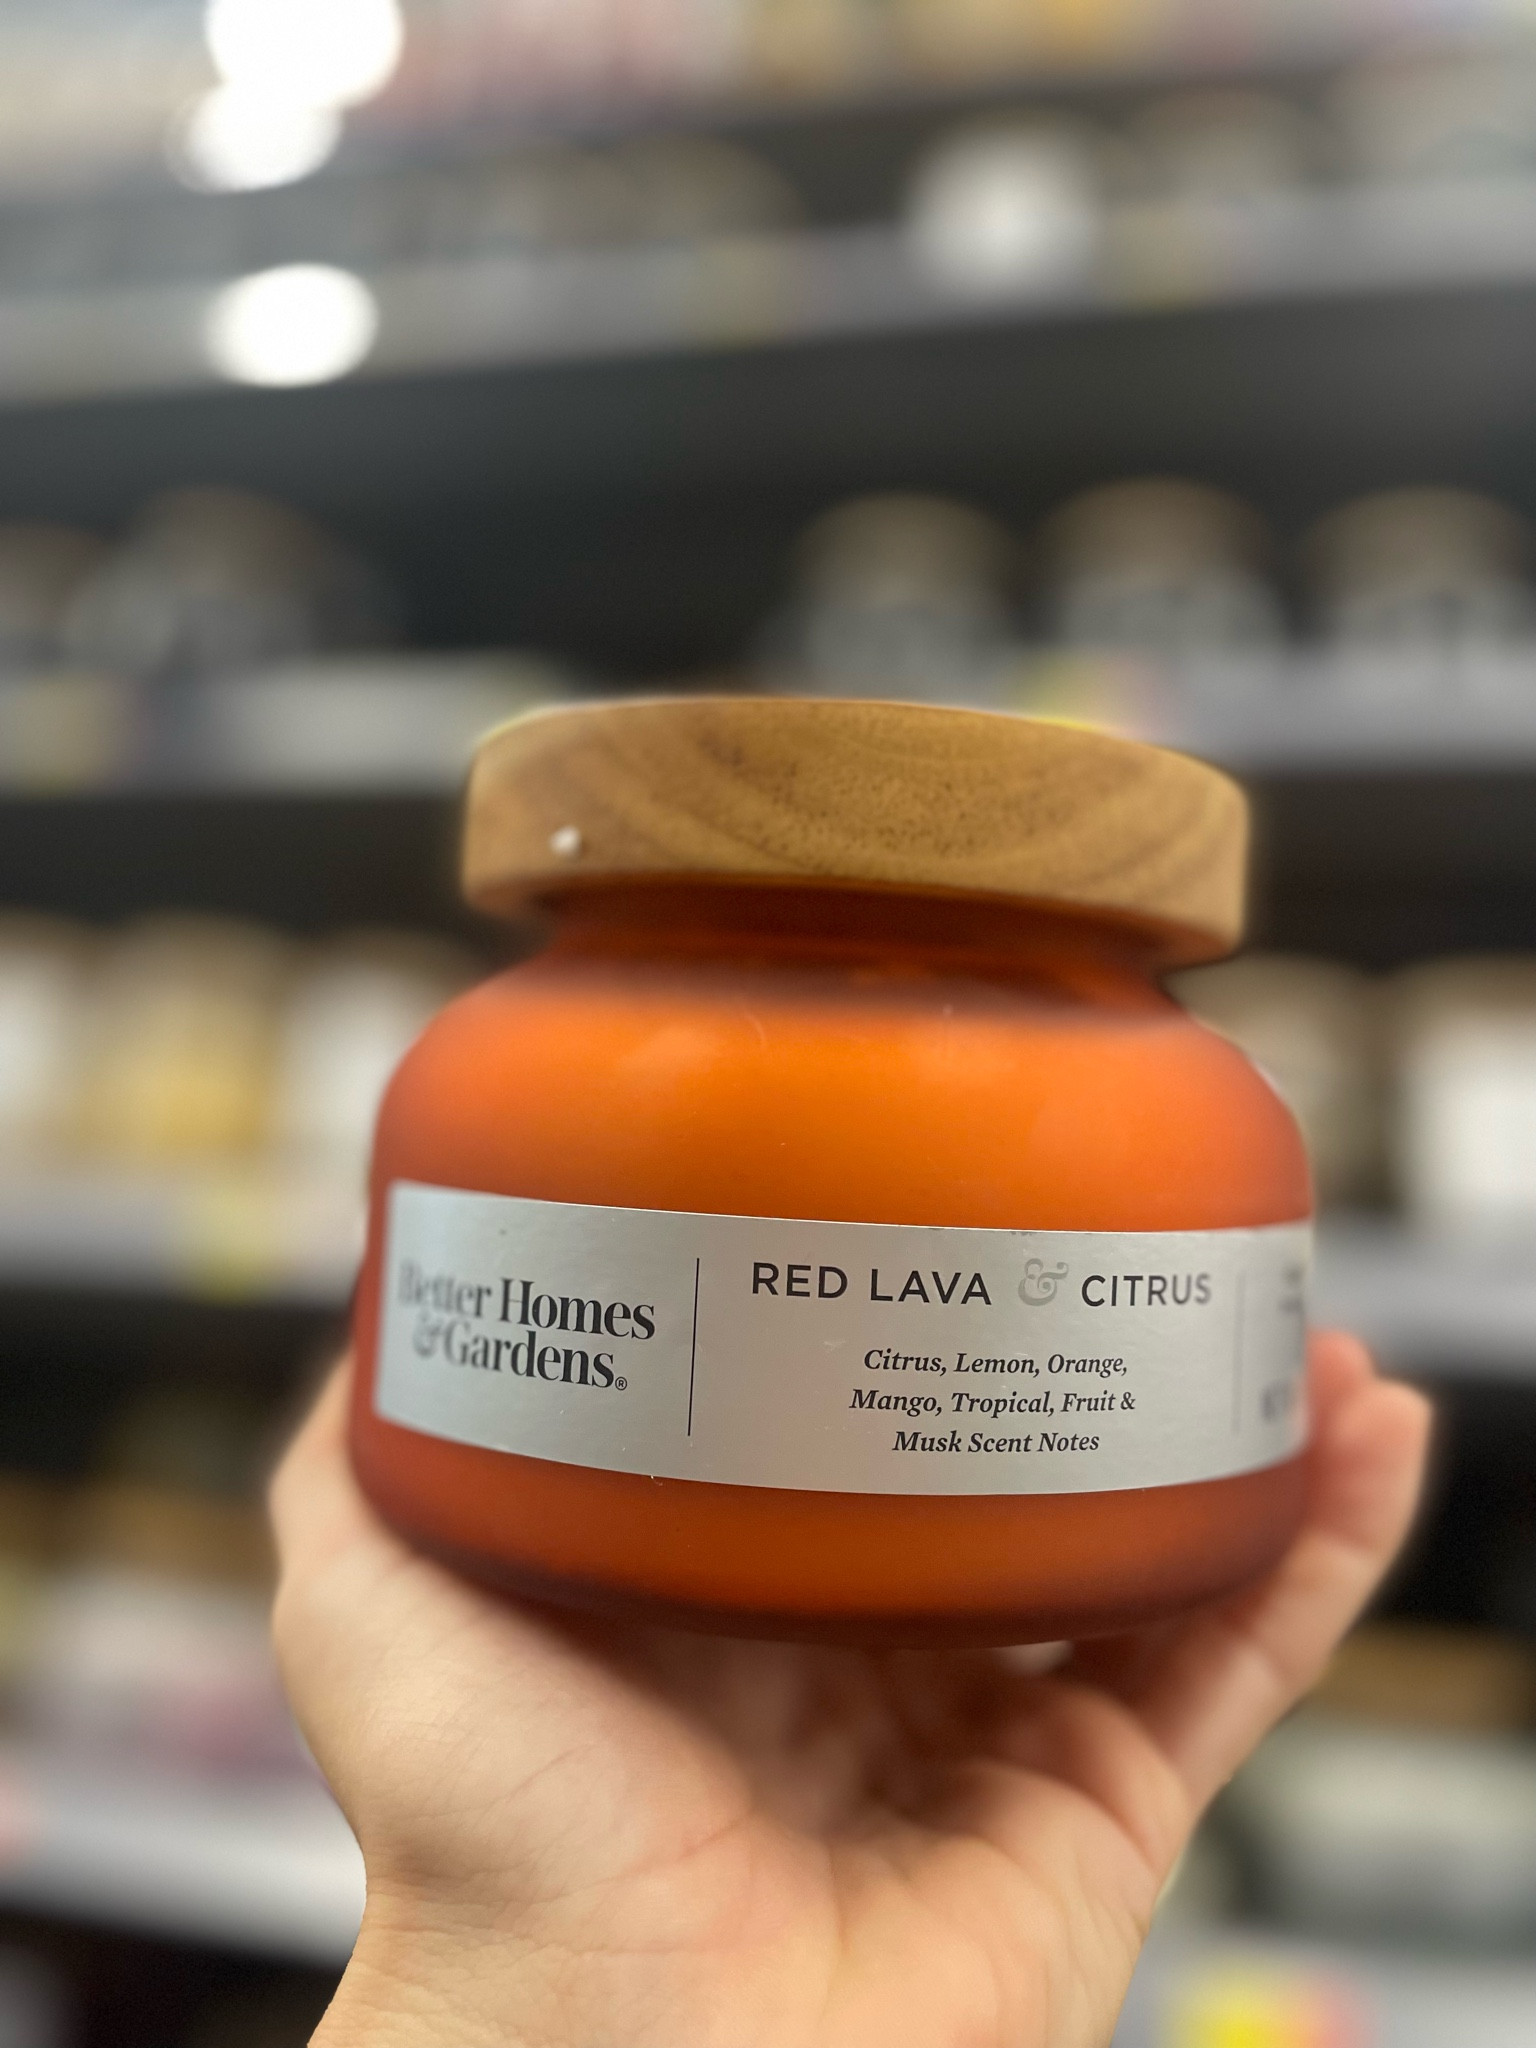 Better Homes
& Gardens®
RED LAVA & CITRUS
Citrus, Lemon, Orange,
Mango, Tropical, Fruit &
Musk Scent Notes